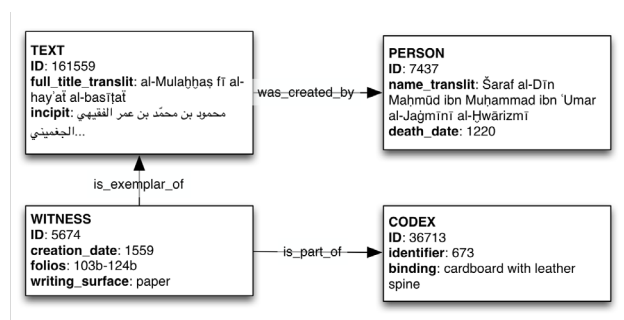 TEXT
ID: 161559
full_title_translit: al-Mulaḫḫaṣ fī al-
hayʾaẗ al-basīṭaẗ
incipit: محمود بن محمّد بن عمر الفقيهي
الجغميني...
was_created_by
PERSON
ID: 7437
name_translit: Šaraf al-Dīn
Maḥmūd ibn Muḥammad ibn ʿUmar
al-Jaġmīnī al-H̱wārizmī
death_date: 1220
is_exemplar_of
WITNESS
ID: 5674
creation_date: 1559
folios: 103b-124b
writing_surface: paper
is_part_of
CODEX
ID: 36713
identifier: 673
binding: cardboard with leather
spine